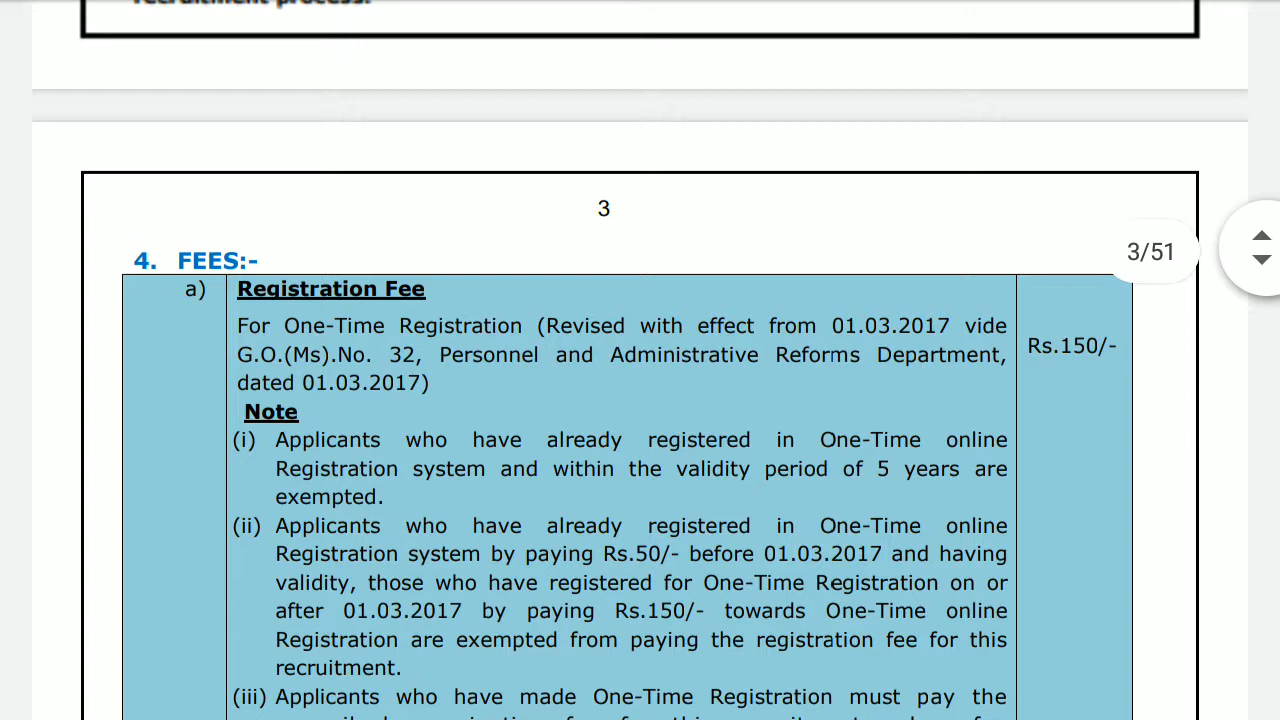 recruitment process.
3
3/51
4. FEES:-
a) Registration Fee
For One-Time Registration (Revised with effect from 01.03.2017 vide
G.O.(Ms).No. 32, Personnel and Administrative Reforms Department,
dated 01.03.2017)
Rs.150/-
Note
(i) Applicants who have already registered in One-Time online
Registration system and within the validity period of 5 years are
exempted.
(ii) Applicants who have already registered in One-Time online
Registration system by paying Rs.50/- before 01.03.2017 and having
validity, those who have registered for One-Time Registration on or
after 01.03.2017 by paying Rs.150/- towards One-Time online
Registration are exempted from paying the registration fee for this
recruitment.
(iii) Applicants who have made One-Time Registration must pay the